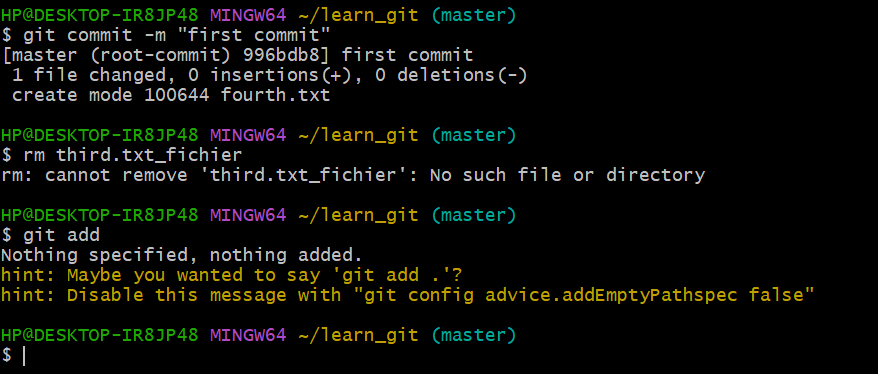 HP@DESKTOP-IR8JP48 MINGW64 ~/learn_git (master)
$ git commit -m "first commit"
[master (root-commit) 996bdb8] first commit
 1 file changed, 0 insertions(+), 0 deletions(-)
 create mode 100644 fourth.txt
HP@DESKTOP-IR8JP48 MINGW64 ~/learn_git (master)
$ rm third.txt_fichier
rm: cannot remove 'third.txt_fichier': No such file or directory
HP@DESKTOP-IR8JP48 MINGW64 ~/learn_git (master)
$ git add
Nothing specified, nothing added.
hint: Maybe you wanted to say 'git add .'?
hint: Disable this message with "git config advice.addEmptyPathspec false"
HP@DESKTOP-IR8JP48 MINGW64 ~/learn_git (master)
$